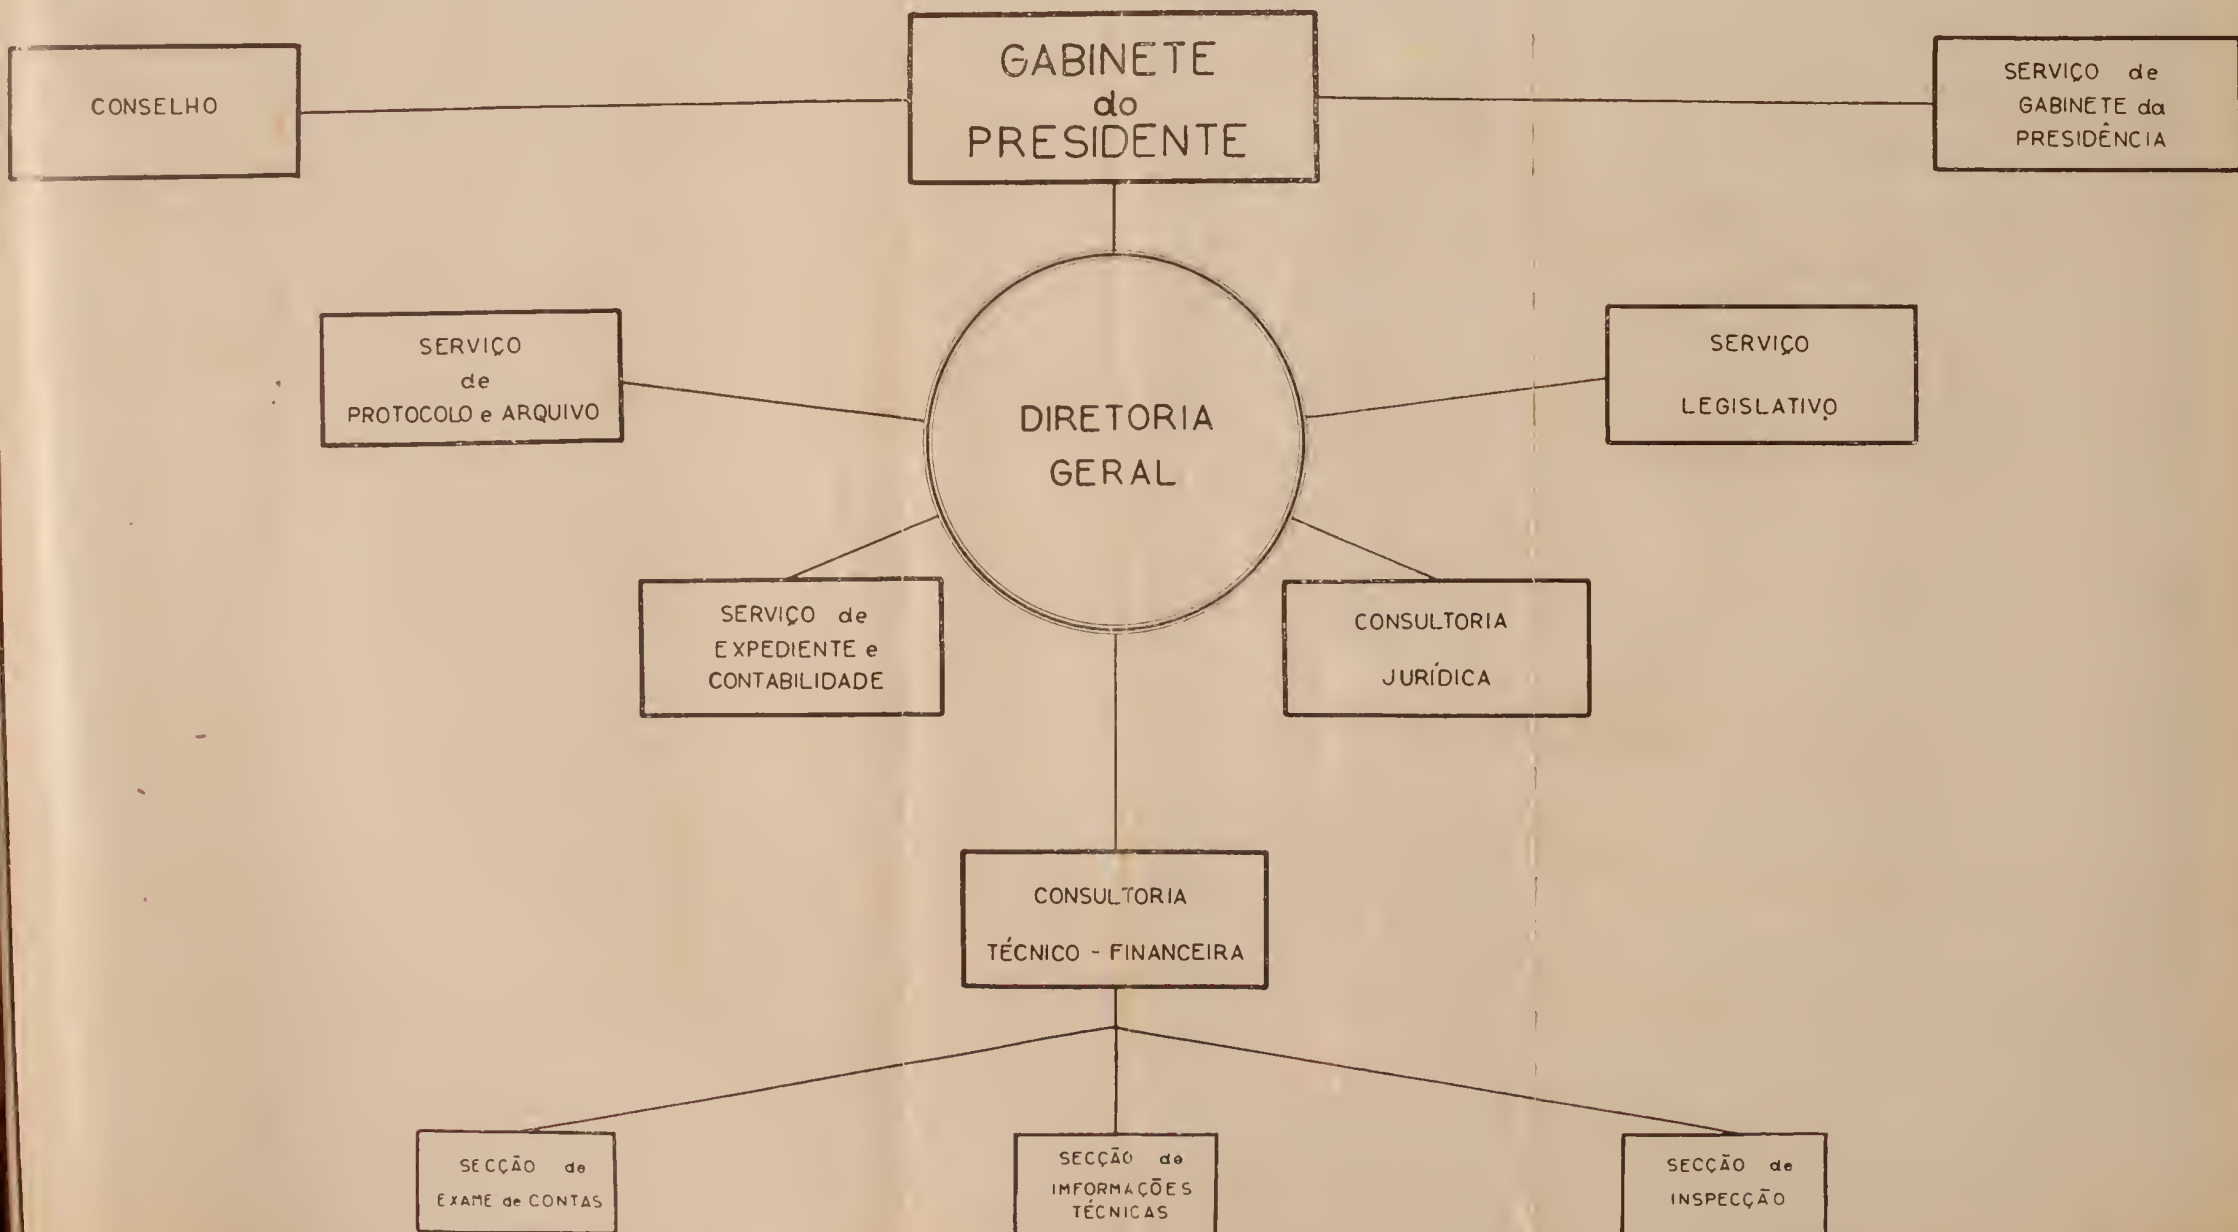 CONSELHO
GABINETE
do
PRESIDENTE
SERVIÇO de
GABINETE da
PRESIDÊNCIA
SERVIÇO
de
PROTOCOLO e ARQUIVO
DIRETORIA
GERAL
SERVIÇO
LEGISLATIVO
SERVIÇO de
EXPEDIENTE e
CONTABILIDADE
CONSULTORIA
JURÍDICA
CONSULTORIA
TÉCNICO - FINANCEIRA
SECÇÃO de
EXAME de CONTAS
SECÇÃO de
IMFORMAÇÕES
TÉCNICAS
SECÇÃO de
INSPECÇÃO